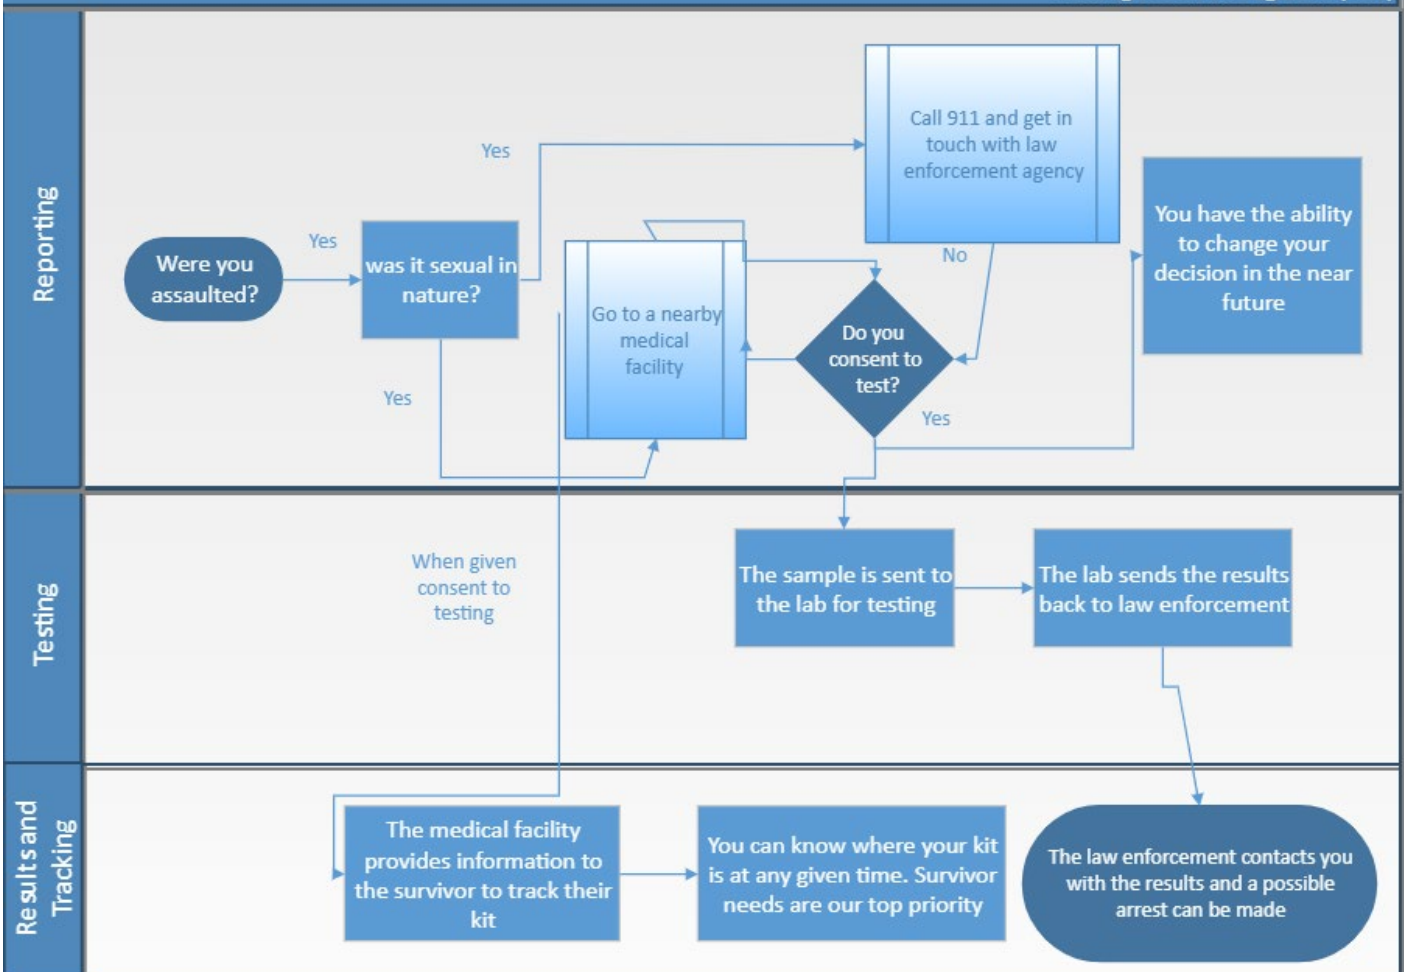 Reporting
Were you
assaulted?
Yes
was it sexual in
nature?
Yes
Yes
Call 911 and get in
touch with law
enforcement agency
No
Go to a nearby
medical
facility
Do you
consent to
test?
Yes
You have the ability
to change your
decision in the near
future
Testing
When given
consent to
testing
The sample is sent to
the lab for testing
The lab sends the results
back to law enforcement
Results and
Tracking
The medical facility
provides information to
the survivor to track their
kit
You can know where your kit
is at any given time. Survivor
needs are our top priority
The law enforcement contacts you
with the results and a possible
arrest can be made